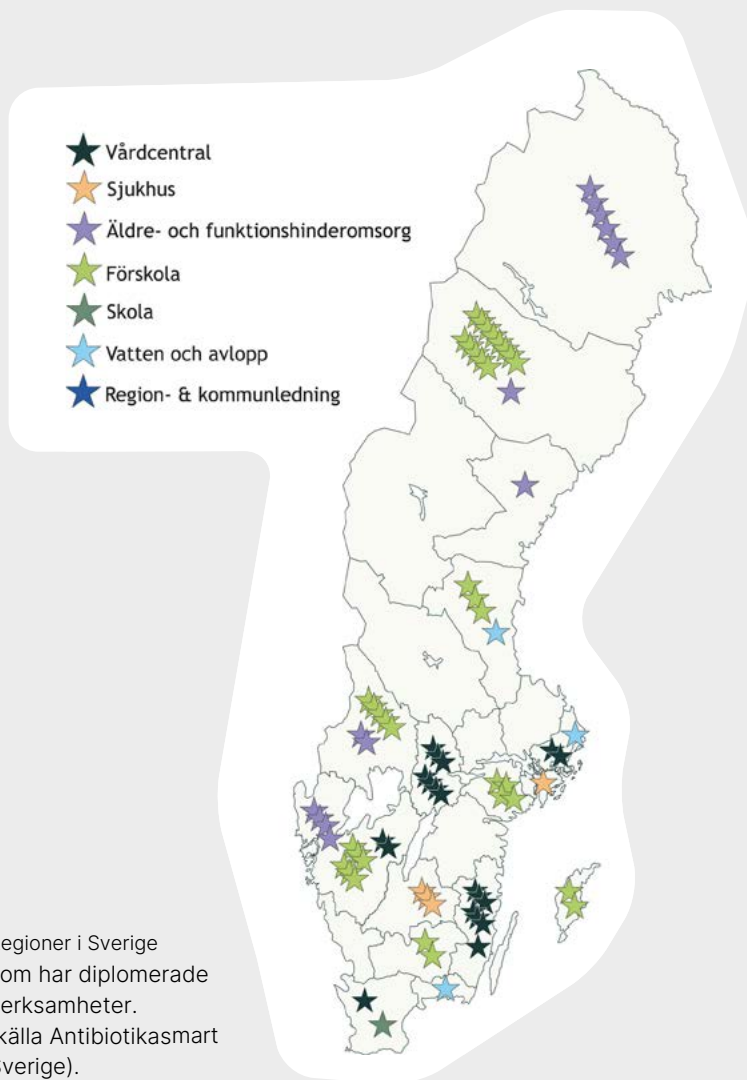 Vårdcentral
Sjukhus
Äldre- och funktionshinderomsorg
Förskola
Skola
Vatten och avlopp
Region- & kommunledning
egioner i Sverige
om har diplomerade
erksamheter.
källa Antibiotikasmart
Sverige).